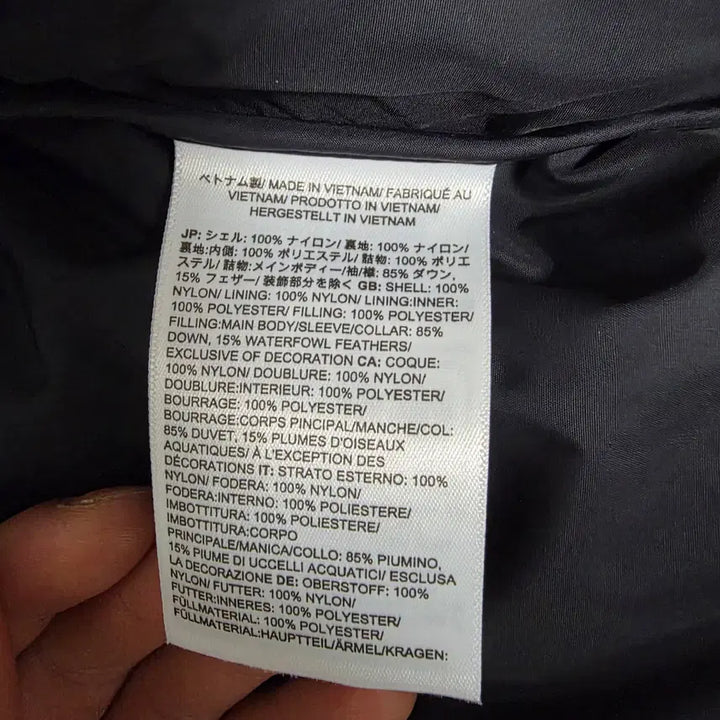 ベトナム製/ MADE IN VIETNAM/ FABRIQUÉ AU
VIETNAM/ PRODOTTO IN VIETNAM/
HERGESTELLT IN VIETNAM
JP: シェル: 100% ナイロン/ 裏地: 100% ナイロン/
裏地:内側: 100% ポリエステル/ 詰物: 100% ポリエ
ステル/ 詰物:メインボディー/袖/襟: 85% ダウン,
15% フェザー/ 装飾部分を除く GB: SHELL: 100%
NYLON/ LINING: 100% NYLON/ LINING:INNER:
100% POLYESTER/ FILLING: 100% POLYESTER/
FILLING:MAIN BODY/SLEEVE/COLLAR: 85%
DOWN, 15% WATERFOWL FEATHERS/
EXCLUSIVE OF DECORATION CA: COQUE:
100% NYLON/ DOUBLURE: 100% NYLON/
DOUBLURE:INTERIEUR: 100% POLYESTER/
BOURRAGE: 100% POLYESTER/
BOURRAGE:CORPS PINCIPAL/MANCHE/COL:
85% DUVET, 15% PLUMES D'OISEAUX
AQUATIQUES/ À L'EXCEPTION DES
DÉCORATIONS IT: STRATO ESTERNO: 100%
NYLON/ FODERA: 100% NYLON/
FODERA:INTERNO: 100% POLIESTERE/
IMBOTTITURA: 100% POLIESTERE/
IMBOTTITURA:CORPO
PRINCIPALE/MANICA/COLLO: 85% PIUMINO,
15% PIUME DI UCCELLI ACQUATICI/ ESCLUSA
LA DECORAZIONE DE: OBERSTOFF: 100%
NYLON/ FUTTER: 100% NYLON/
FUTTER:INNERES: 100% POLYESTER/
FÜLLMATERIAL: 100% POLYESTER/
FÜLLMATERIAL:HAUPTTEIL/ÄRMEL/KRAGEN: